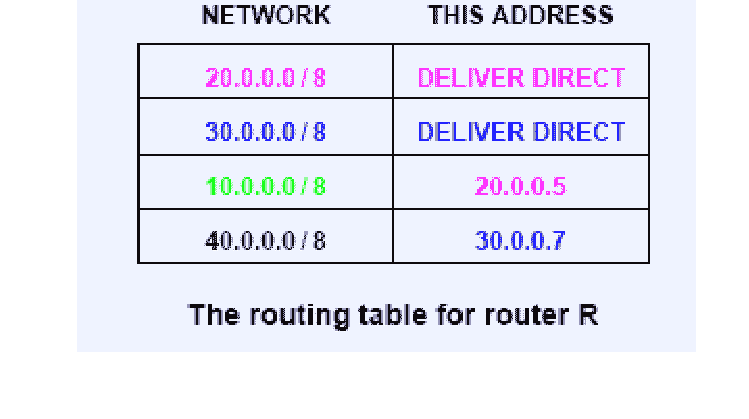 NETWORK THIS ADDRESS
20.0.0.0 / 8 DELIVER DIRECT
30.0.0.0 / 8 DELIVER DIRECT
10.0.0.0 / 8 20.0.0.5
40.0.0.0 / 8 30.0.0.7
The routing table for router R